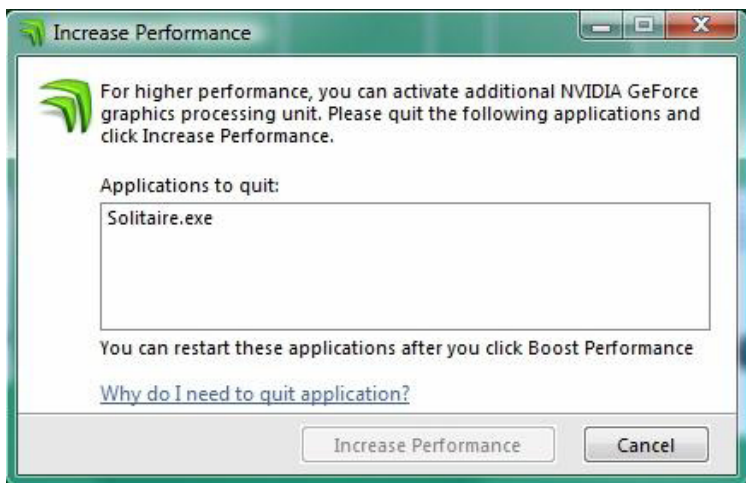 Increase Performance
For higher performance, you can activate additional NVIDIA GeForce
graphics processing unit. Please quit the following applications and
click Increase Performance.
Applications to quit:
Solitaire.exe
You can restart these applications after you click Boost Performance
Why do I need to quit application?
Increase Performance
Cancel